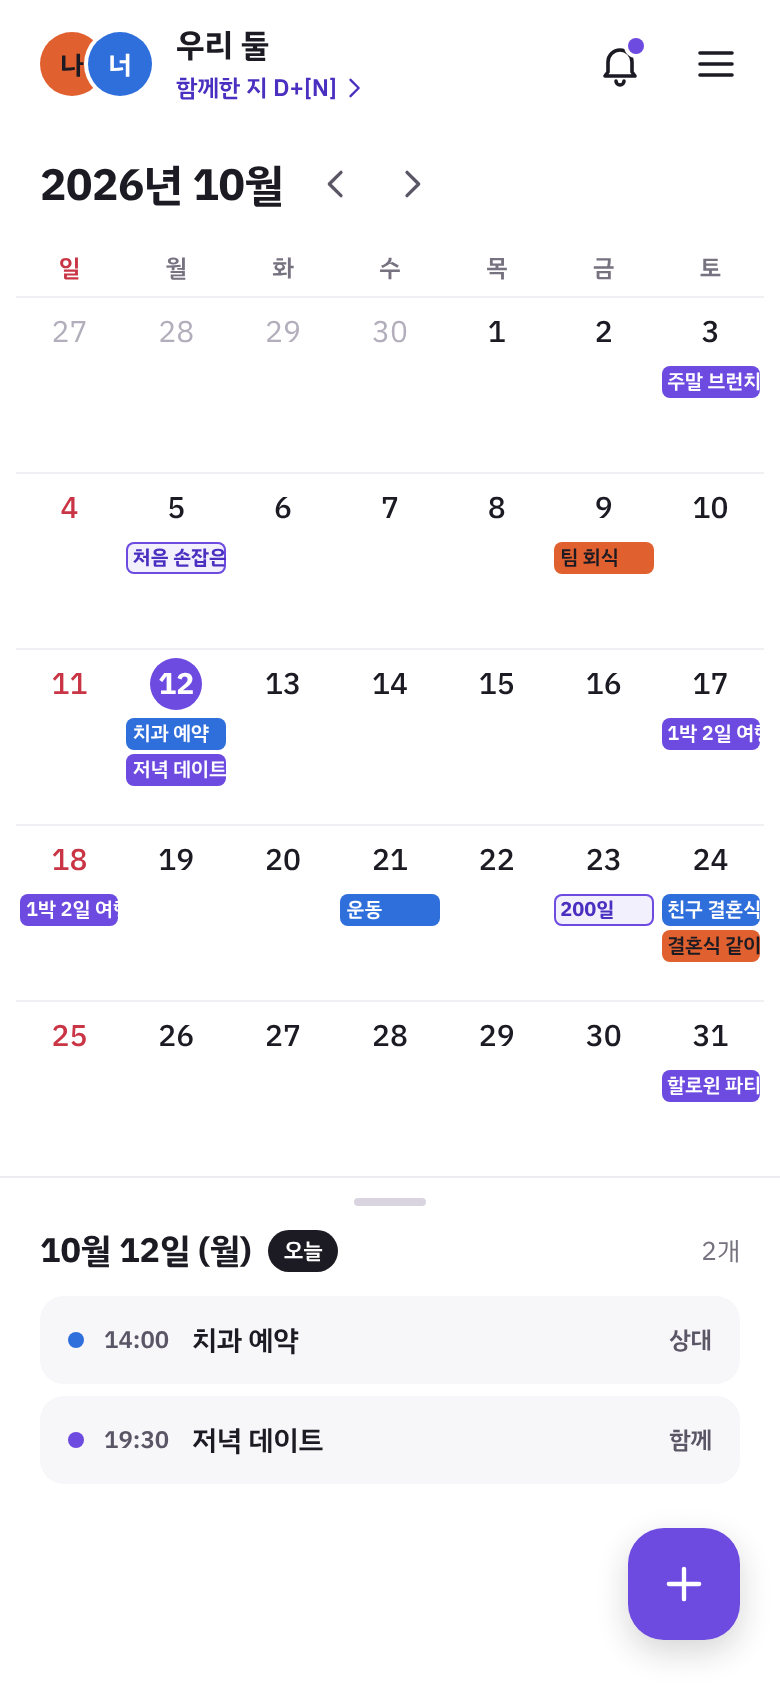 나 너 우리 둘
함께한 지 D+[N]
2026년 10월
일 월 화 수 목 금 토
27 28 29 30 1 2 3
주말 브런치
4 5 6 7 8 9 10
처음 손잡은 팀 회식
11 12 13 14 15 16 17
치과 예약 1박 2일 여
저녁 데이트
18 19 20 21 22 23 24
1박 2일 여 운동 200일 친구 결혼식
결혼식 같이
25 26 27 28 29 30 31
할로윈 파티
10월 12일 (월) 오늘 2개
14:00 치과 예약 상대
19:30 저녁 데이트 함께